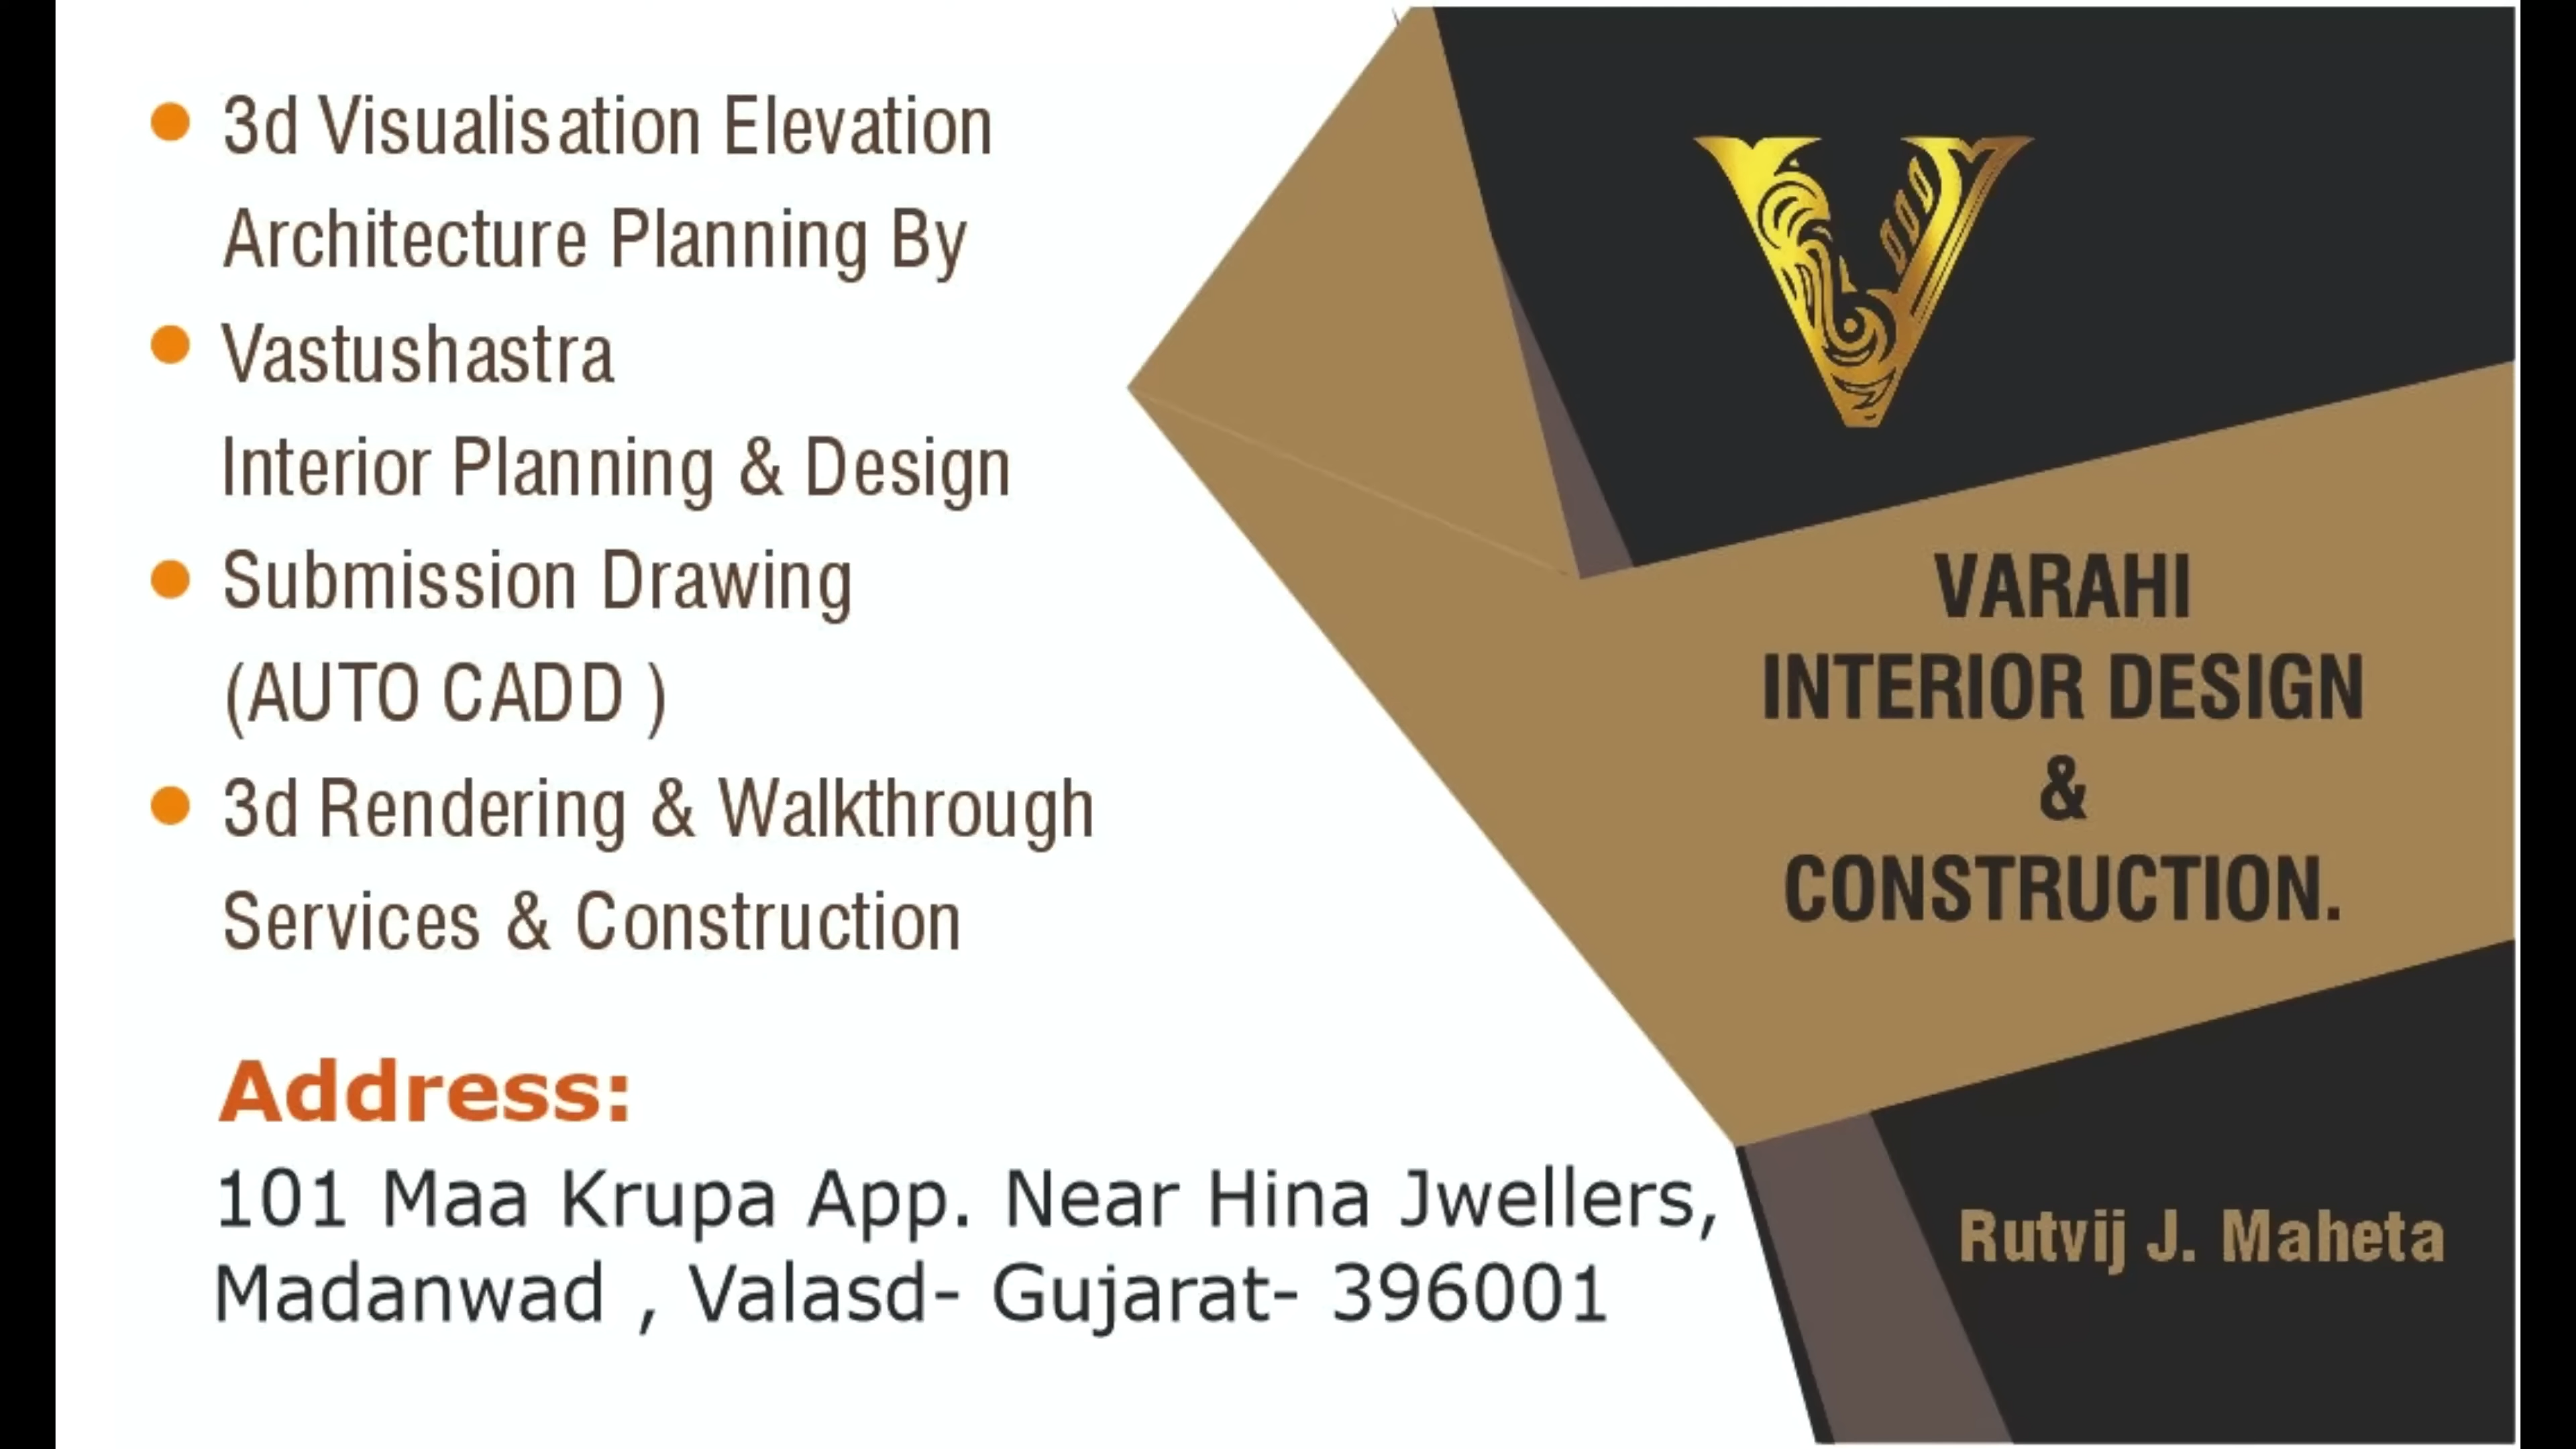 3d Visualisation Elevation
Architecture Planning By
Vastushastra
Interior Planning & Design
Submission Drawing
(AUTO CADD )
3d Rendering & Walkthrough
Services & Construction
Address:
101 Maa Krupa App. Near Hina Jwellers,
Madanwad , Valasd- Gujarat- 396001
V
VARAHI
INTERIOR DESIGN
&
CONSTRUCTION.
Rutvij J. Maheta